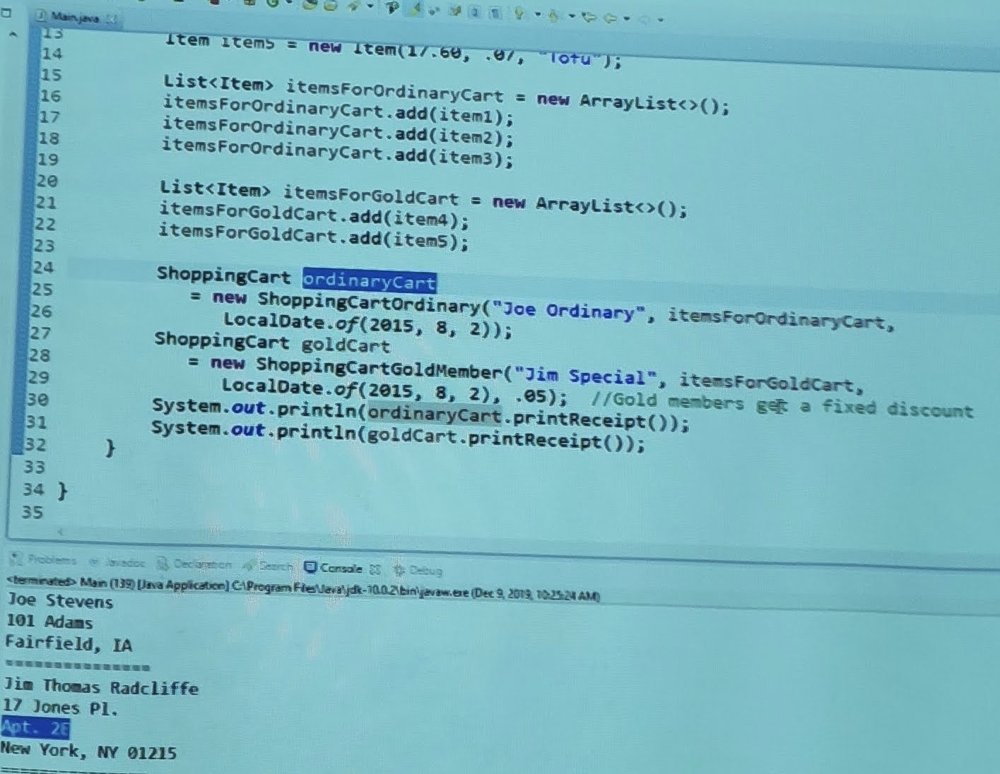 Main.java
13 Item item5 = new Item(17.60, .07, "Tofu");
14
15 List<Item> itemsForOrdinaryCart = new ArrayList<>();
16 itemsForOrdinaryCart.add(item1);
17 itemsForOrdinaryCart.add(item2);
18 itemsForOrdinaryCart.add(item3);
19
20 List<Item> itemsForGoldCart = new ArrayList<>();
21 itemsForGoldCart.add(item4);
22 itemsForGoldCart.add(item5);
23
24 ShoppingCart ordinaryCart
25 = new ShoppingCartOrdinary("Joe Ordinary", itemsForOrdinaryCart,
26 LocalDate.of(2015, 8, 2));
27 ShoppingCart goldCart
28 = new ShoppingCartGoldMember("Jim Special", itemsForGoldCart,
29 LocalDate.of(2015, 8, 2), .05); //Gold members get a fixed discount
30 System.out.println(ordinaryCart.printReceipt());
31 System.out.println(goldCart.printReceipt());
32 }
33
34 }
35
Problems Javadoc Declaration Search Console Debug
<terminated> Main (139) [Java Application] C:\Program Files\Java\jdk-10.0.2\bin\javaw.exe (Dec 9, 2019, 10:25:24 AM)
Joe Stevens
101 Adams
Fairfield, IA
===============
Jim Thomas Radcliffe
17 Jones Pl.
Apt. 2E
New York, NY 01215